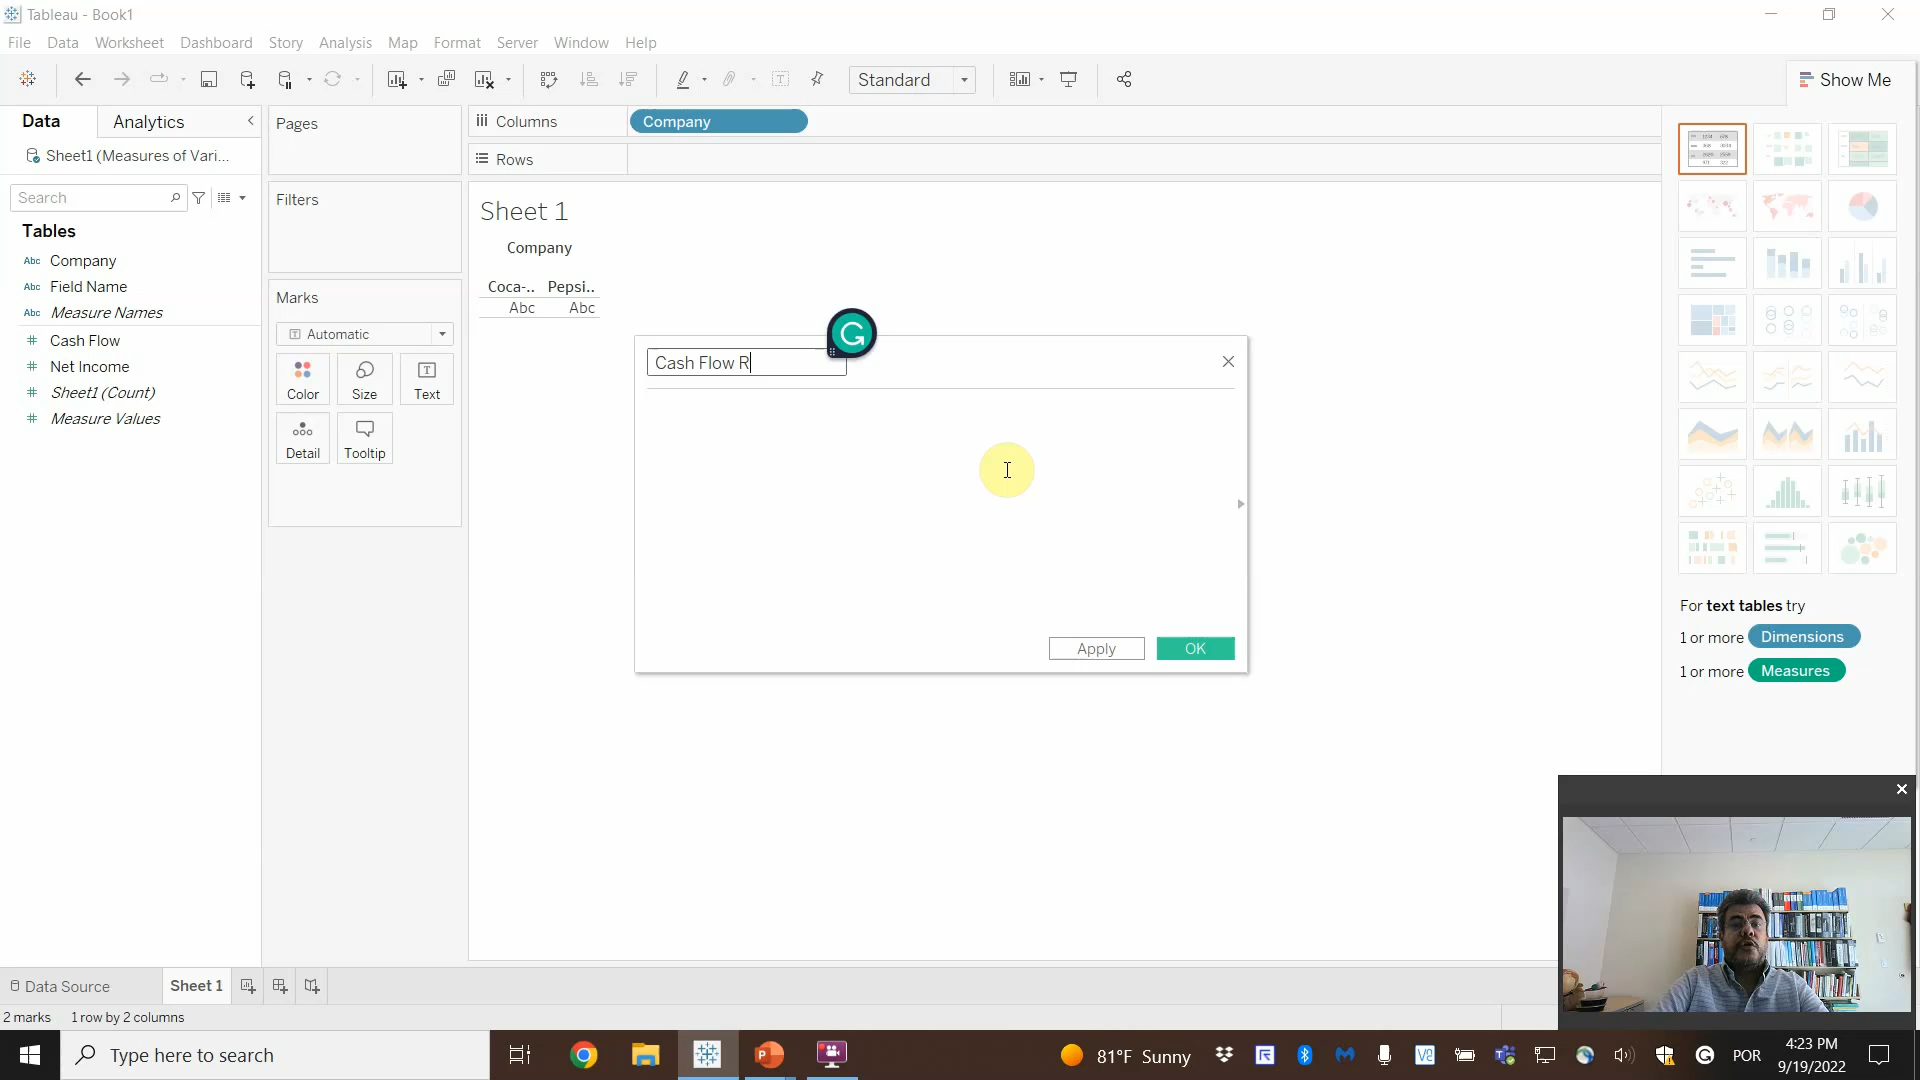 Tableau - Book1
File Data Worksheet Dashboard Story Analysis Map Format Server Window Help
Standard
Show Me
Data
Analytics
Sheet1 (Measures of Vari...
Search
Tables
Abc Company
Abc Field Name
Abc Measure Names
Cash Flow
Net Income
Sheet1 (Count)
Measure Values
Pages
Filters
Marks
Automatic
Color
Size
Text
Detail
Tooltip
Columns
Company
Rows
Sheet 1
Company
Coca-.. Pepsi..
Abc Abc
Cash Flow R
Apply
OK
For text tables try
1 or more Dimensions
1 or more Measures
Data Source
Sheet 1
2 marks 1 row by 2 columns
Type here to search
81°F Sunny
POR
4:23 PM
9/19/2022